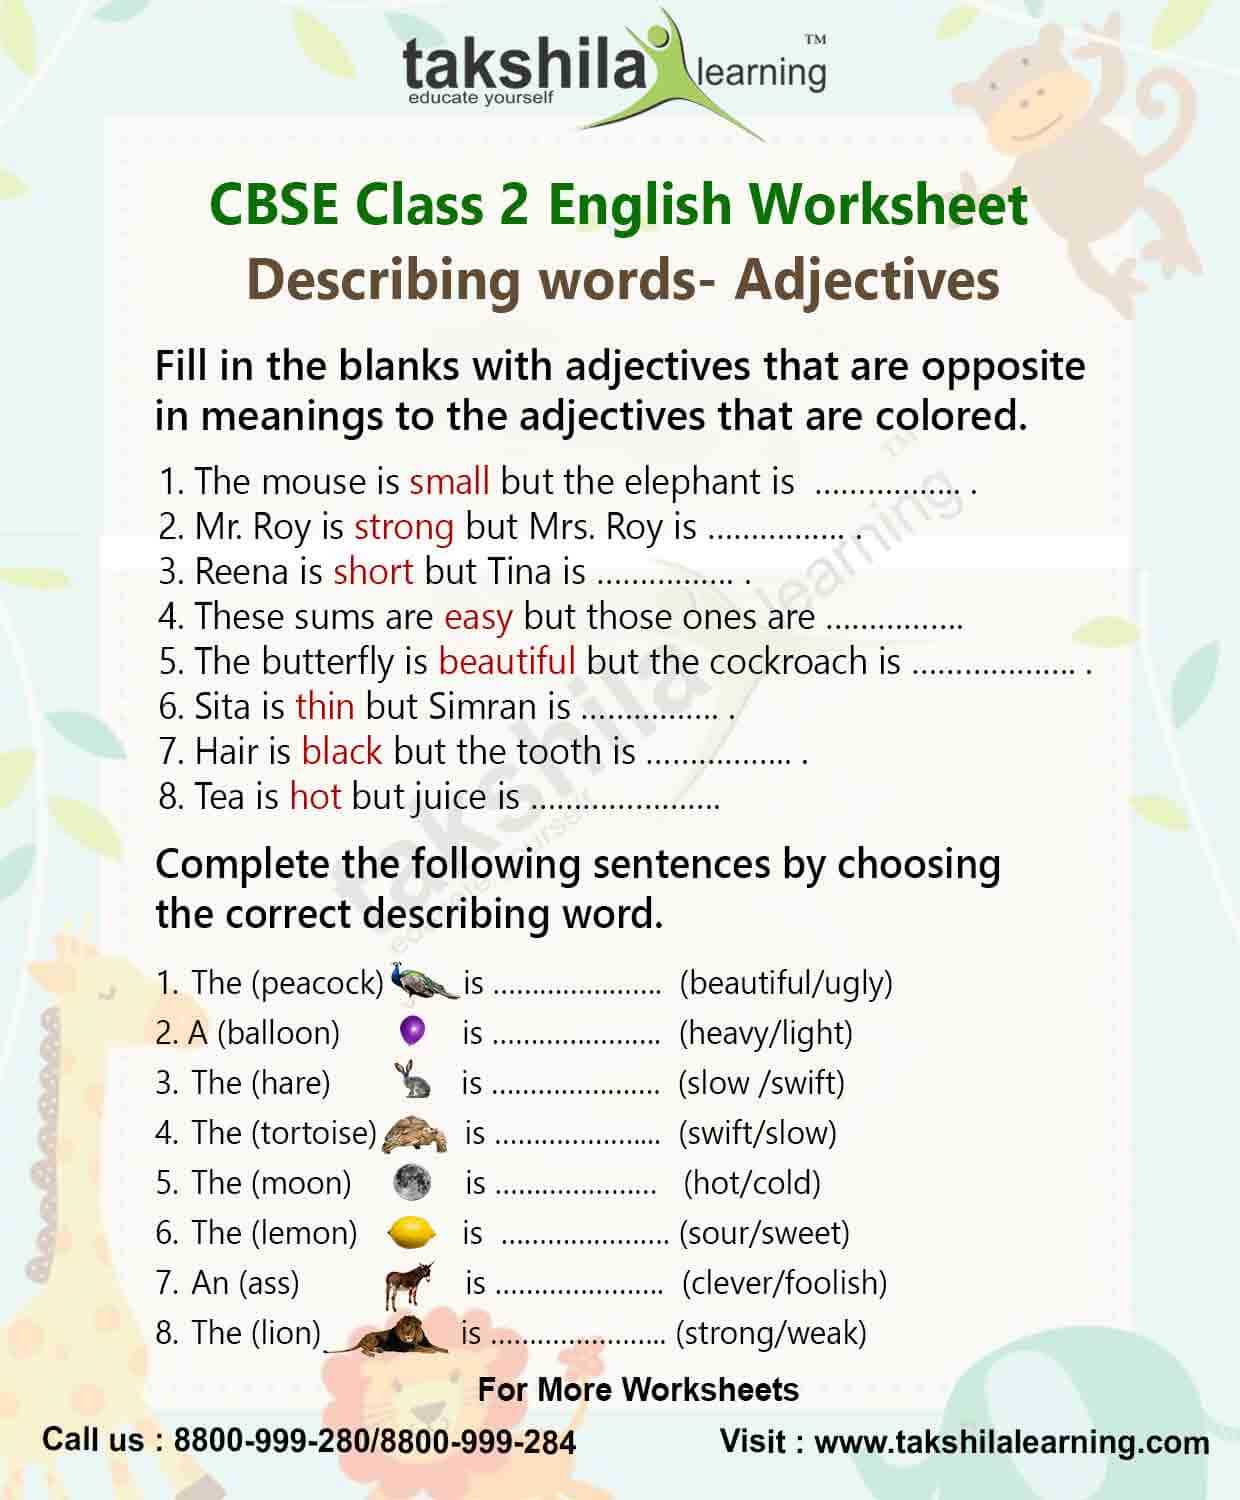 takshila learning ™
educate yourself
CBSE Class 2 English Worksheet
Describing words- Adjectives
Fill in the blanks with adjectives that are opposite
in meanings to the adjectives that are colored.
1. The mouse is small but the elephant is ................. .
2. Mr. Roy is strong but Mrs. Roy is ................ .
3. Reena is short but Tina is ................ .
4. These sums are easy but those ones are ................
5. The butterfly is beautiful but the cockroach is ................... .
6. Sita is thin but Simran is ................ .
7. Hair is black but the tooth is ................. .
8. Tea is hot but juice is ......................
Complete the following sentences by choosing
the correct describing word.
1. The (peacock) is ..................... (beautiful/ugly)
2. A (balloon) is ..................... (heavy/light)
3. The (hare) is ..................... (slow /swift)
4. The (tortoise) is ..................... (swift/slow)
5. The (moon) is ..................... (hot/cold)
6. The (lemon) is ..................... (sour/sweet)
7. An (ass) is ..................... (clever/foolish)
8. The (lion) is ...................... (strong/weak)
For More Worksheets
Call us : 8800-999-280/8800-999-284 Visit : www.takshilalearning.com
takshila learning ™
educate yourself